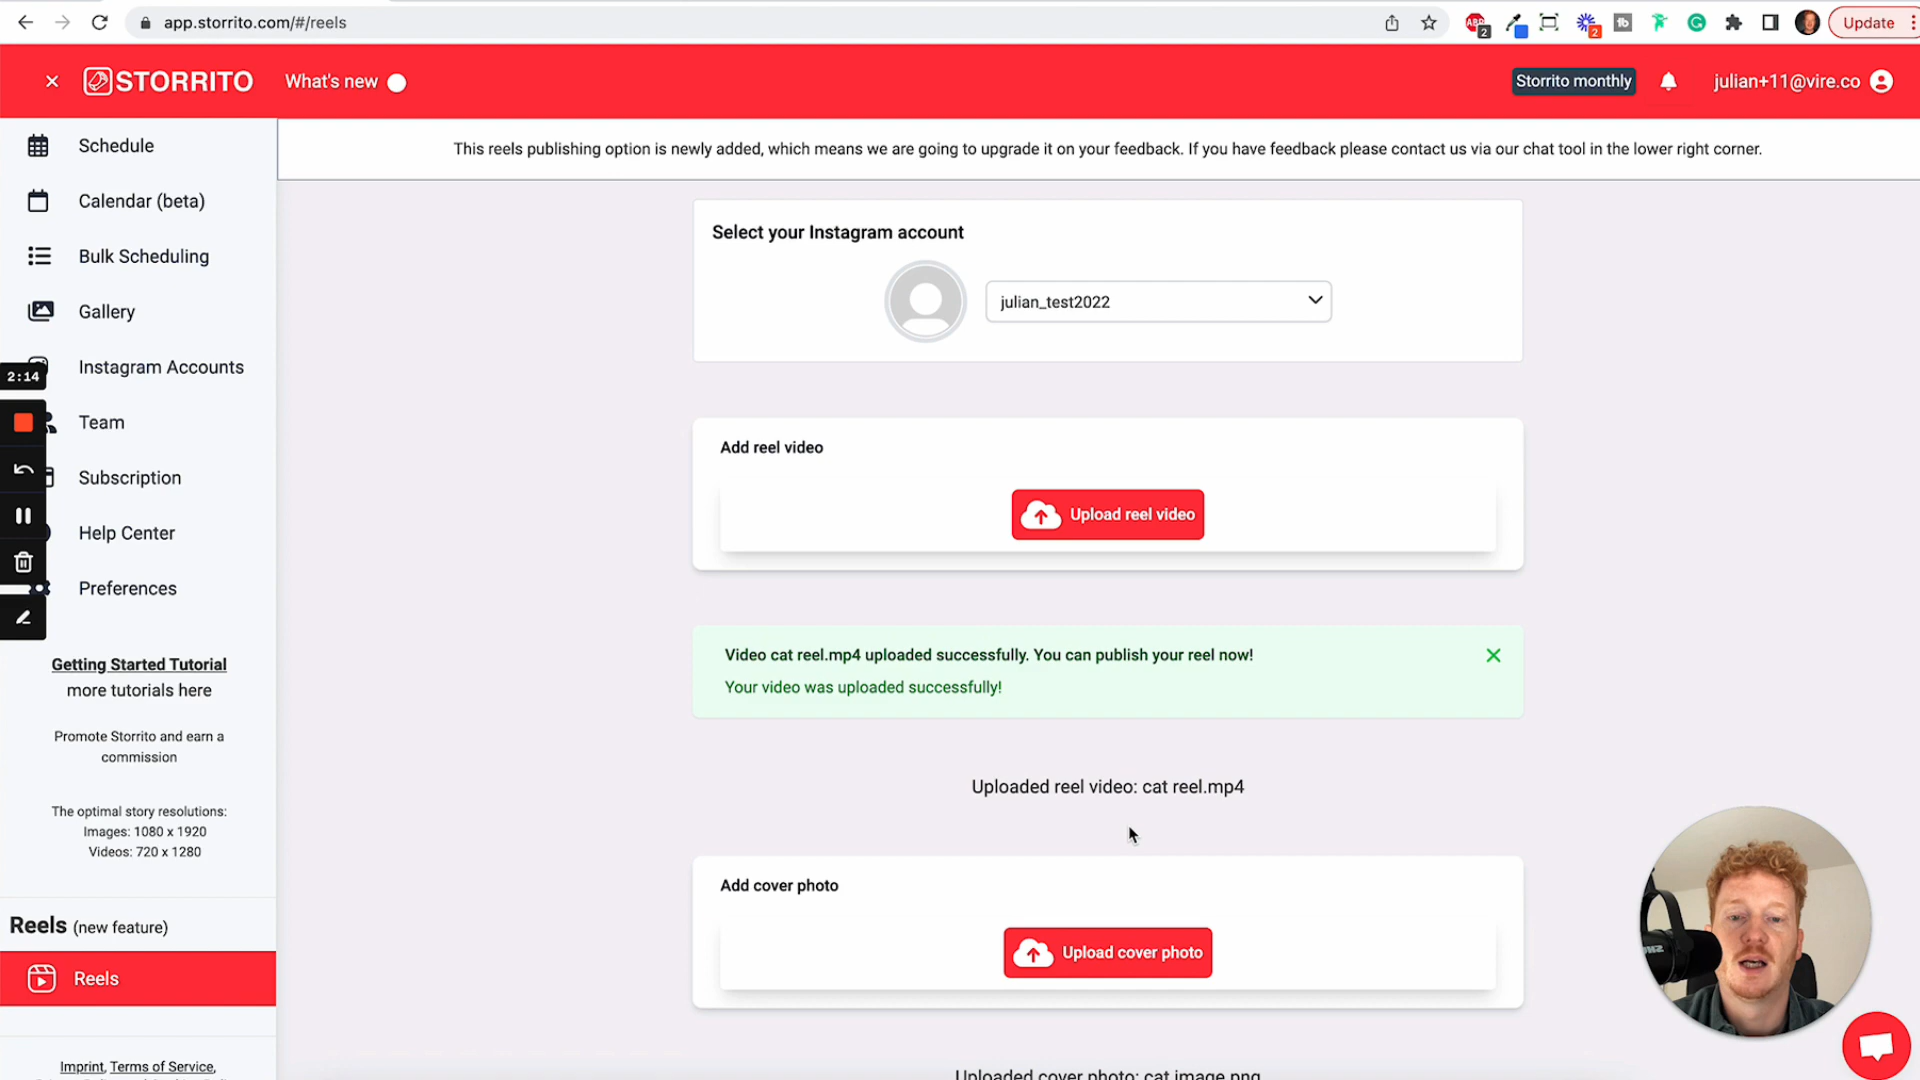 app.storrito.com/#/reels
2
2
Update
STORRITO
What's new
Storrito monthly
julian+11@vire.co
Schedule
Calendar (beta)
Bulk Scheduling
Gallery
Instagram Accounts
Team
Subscription
Help Center
Preferences
2:14
Getting Started Tutorial
more tutorials here
Promote Storrito and earn a
commission
The optimal story resolutions:
Images: 1080 x 1920
Videos: 720 x 1280
Reels (new feature)
Reels
Imprint, Terms of Service,
This reels publishing option is newly added, which means we are going to upgrade it on your feedback. If you have feedback please contact us via our chat tool in the lower right corner.
Select your Instagram account
julian_test2022
Add reel video
Upload reel video
Video cat reel.mp4 uploaded successfully. You can publish your reel now!
Your video was uploaded successfully!
Uploaded reel video: cat reel.mp4
Add cover photo
Upload cover photo
Uploaded cover photo: cat image.png